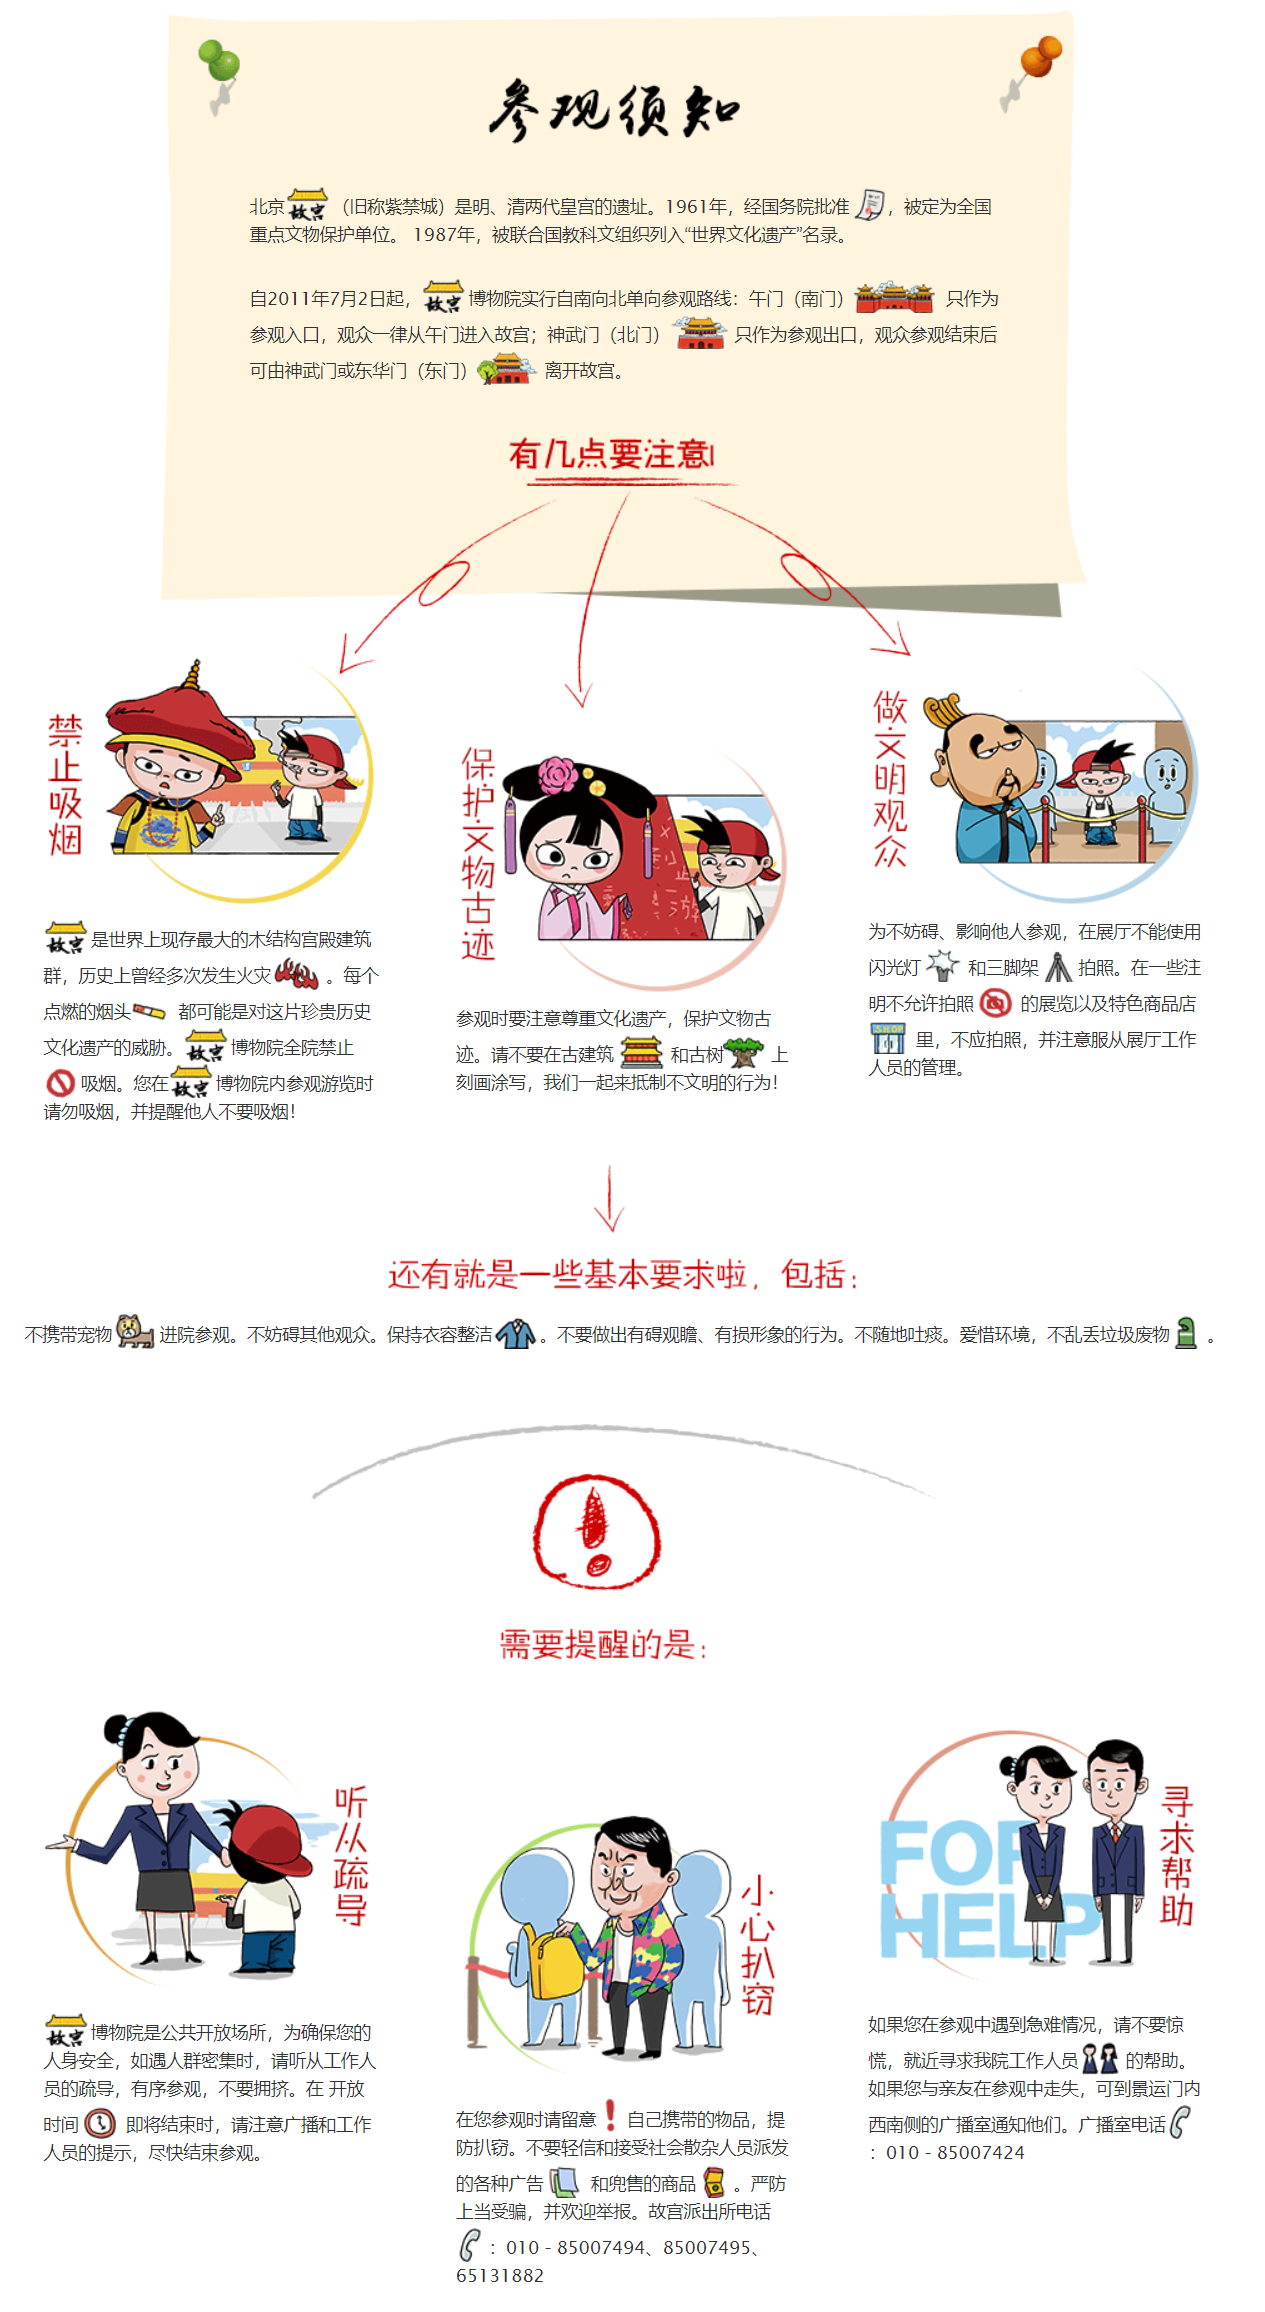 参观须知
北京故宫（旧称紫禁城）是明、清两代皇宫的遗址。1961年，经国务院批准，被定为全国
重点文物保护单位。 1987年，被联合国教科文组织列入“世界文化遗产”名录。
自2011年7月2日起，故宫博物院实行自南向北单向参观路线：午门（南门） 只作为
参观入口，观众一律从午门进入故宫；神武门（北门） 只作为参观出口，观众参观结束后
可由神武门或东华门（东门） 离开故宫。
有几点要注意!
禁止吸烟
故宫是世界上现存最大的木结构宫殿建筑
群，历史上曾经多次发生火灾 。每个
点燃的烟头 都可能是对这片珍贵历史
文化遗产的威胁。故宫博物院全院禁止
吸烟。您在故宫博物院内参观游览时
请勿吸烟，并提醒他人不要吸烟！
保护文物古迹
到此一游
参观时要注意尊重文化遗产，保护文物古
迹。请不要在古建筑 和古树 上
刻画涂写，我们一起来抵制不文明的行为！
做文明观众
为不妨碍、影响他人参观，在展厅不能使用
闪光灯 和三脚架 拍照。在一些注
明不允许拍照 的展览以及特色商品店
SHOP 里，不应拍照，并注意服从展厅工作
人员的管理。
还有就是一些基本要求啦，包括：
不携带宠物 进院参观。不妨碍其他观众。保持衣容整洁 。不要做出有碍观瞻、有损形象的行为。不随地吐痰。爱惜环境，不乱丢垃圾废物 。
需要提醒的是：
听从疏导
故宫博物院是公共开放场所，为确保您的
人身安全，如遇人群密集时，请听从工作人
员的疏导，有序参观，不要拥挤。在 开放
时间 即将结束时，请注意广播和工作
人员的提示，尽快结束参观。
小心扒窃
在您参观时请留意 自己携带的物品，提
防扒窃。不要轻信和接受社会散杂人员派发
的各种广告 和兜售的商品 。严防
上当受骗，并欢迎举报。故宫派出所电话
：010 - 85007494、85007495、
65131882
FOR
HELP
寻求帮助
如果您在参观中遇到急难情况，请不要惊
慌，就近寻求我院工作人员 的帮助。
如果您与亲友在参观中走失，可到景运门内
西南侧的广播室通知他们。广播室电话
：010 - 85007424